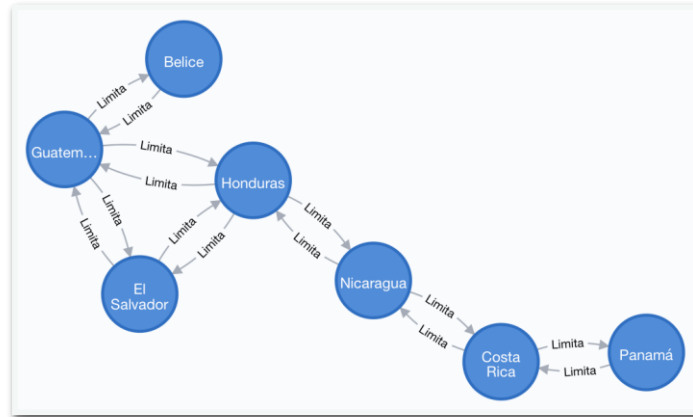 Belice
Limita
Limita
Guatem…
Limita
Limita
Honduras
Limita
Limita
Limita
Limita
El
Salvador
Limita
Limita
Nicaragua
Limita
Limita
Costa
Rica
Limita
Limita
Panamá